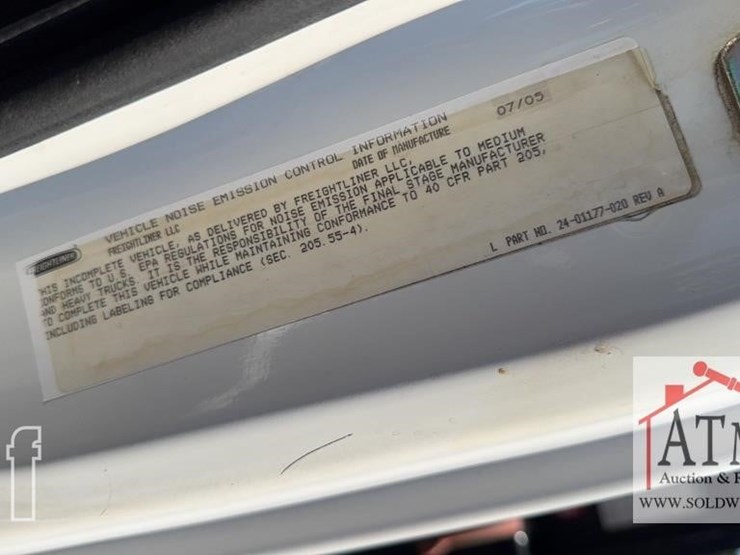 VEHICLE NOISE EMISSION CONTROL INFORMATION
FREIGHTLINER LLC DATE OF MANUFACTURE 07/05
FREIGHTLINER
THIS INCOMPLETE VEHICLE, AS DELIVERED BY FREIGHTLINER LLC,
CONFORMS TO U.S. EPA REGULATIONS FOR NOISE EMISSION APPLICABLE TO MEDIUM
AND HEAVY TRUCKS. IT IS THE RESPONSIBILITY OF THE FINAL STAGE MANUFACTURER
TO COMPLETE THIS VEHICLE WHILE MAINTAINING CONFORMANCE TO 40 CFR PART 205,
INCLUDING LABELING FOR COMPLIANCE (SEC. 205.55-4).
L PART NO. 24-01177-020 REV A
f
ATM
Auction & R
WWW.SOLDW